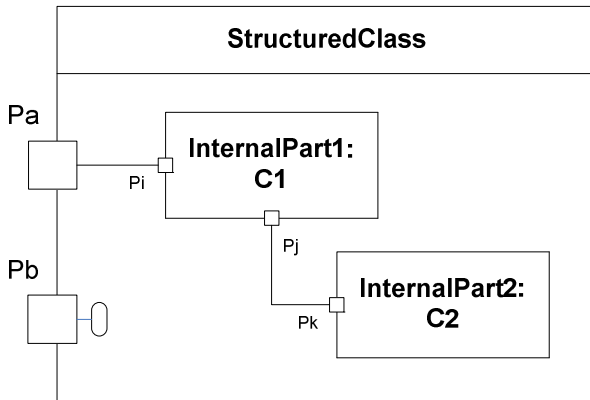 StructuredClass
Pa
InternalPart1:
C1
Pi
Pj
Pb
InternalPart2:
C2
Pk